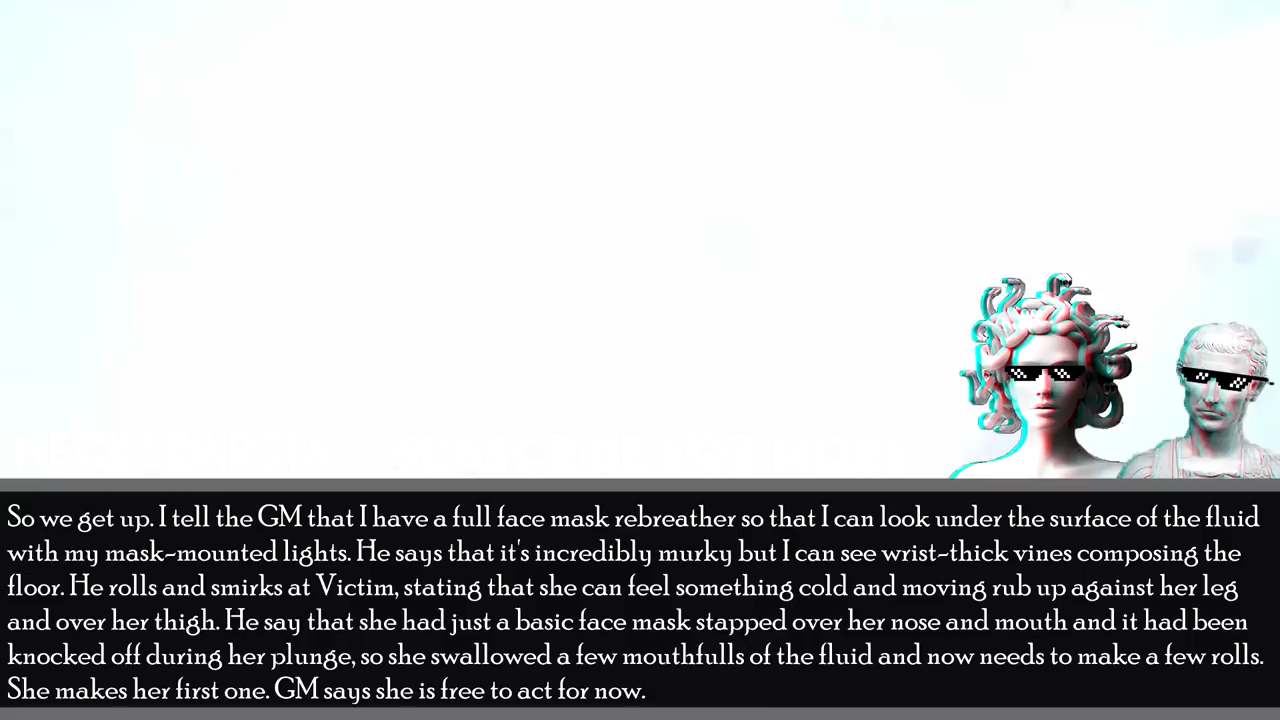 So we get up. I tell the GM that I have a full face mask rebreather so that I can look under the surface of the fluid
with my mask-mounted lights. He says that it's incredibly murky but I can see wrist-thick vines composing the
floor. He rolls and smirks at Victim, stating that she can feel something cold and moving rub up against her leg
and over her thigh. He say that she had just a basic face mask stapped over her nose and mouth and it had been
knocked off during her plunge, so she swallowed a few mouthfulls of the fluid and now needs to make a few rolls.
She makes her first one. GM says she is free to act for now.